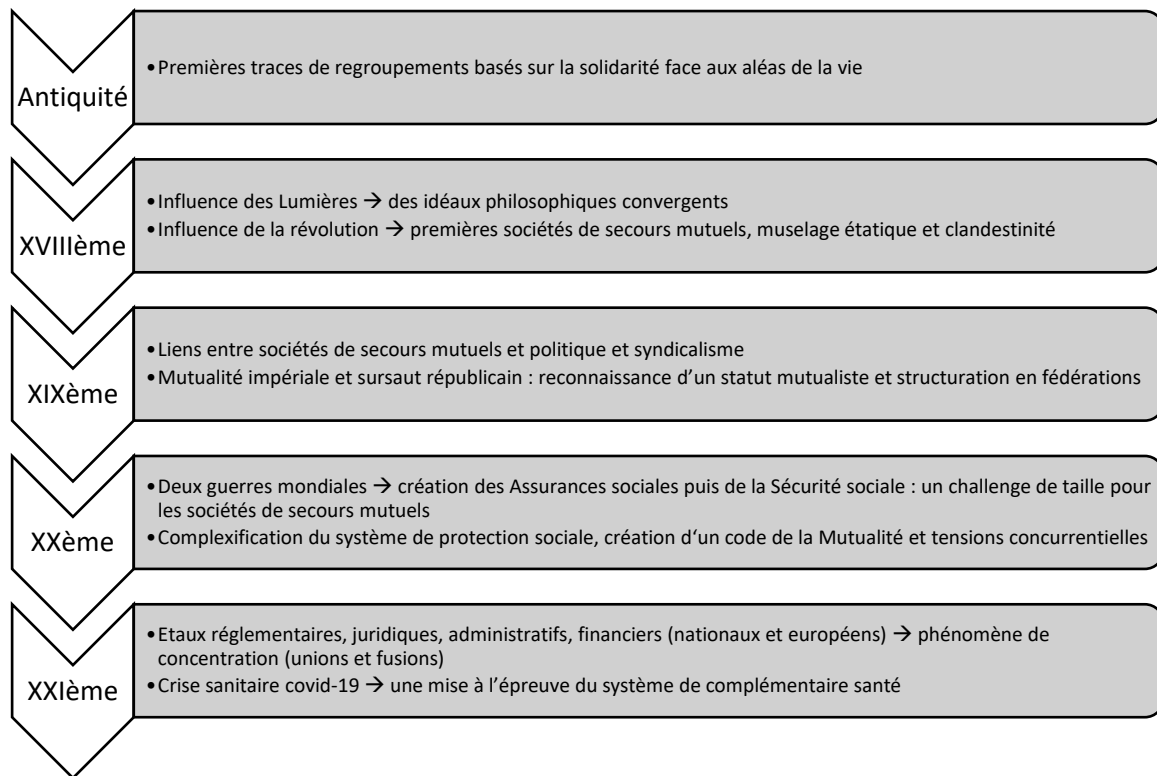 Antiquité
•Premières traces de regroupements basés sur la solidarité face aux aléas de la vie
XVIIIème
•Influence des Lumières → des idéaux philosophiques convergents
•Influence de la révolution → premières sociétés de secours mutuels, muselage étatique et clandestinité
XIXème
•Liens entre sociétés de secours mutuels et politique et syndicalisme
•Mutualité impériale et sursaut républicain : reconnaissance d’un statut mutualiste et structuration en fédérations
XXème
•Deux guerres mondiales → création des Assurances sociales puis de la Sécurité sociale : un challenge de taille pour
les sociétés de secours mutuels
•Complexification du système de protection sociale, création d‘un code de la Mutualité et tensions concurrentielles
XXIème
•Etaux réglementaires, juridiques, administratifs, financiers (nationaux et européens) → phénomène de
concentration (unions et fusions)
•Crise sanitaire covid-19 → une mise à l’épreuve du système de complémentaire santé